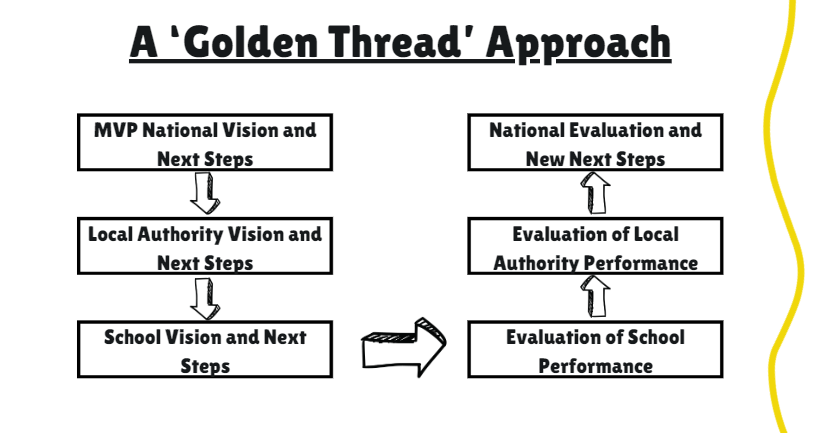 A ‘Golden Thread’ Approach
MVP National Vision and
Next Steps
Local Authority Vision and
Next Steps
School Vision and Next
Steps
National Evaluation and
New Next Steps
Evaluation of Local
Authority Performance
Evaluation of School
Performance